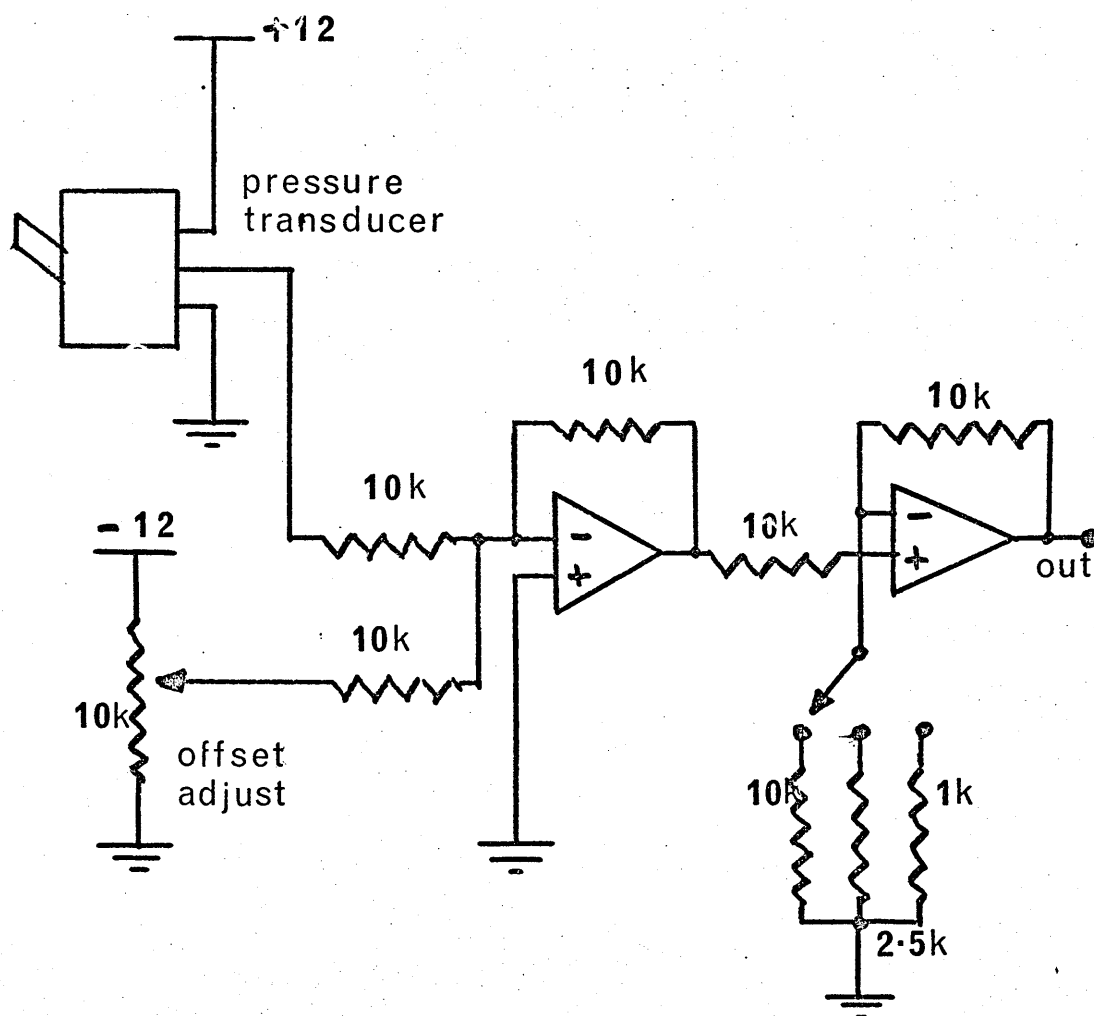 +12
pressure
transducer
10k
10k
10k
- 12
-
+
10k
-
+
out
10k
10k
offset
adjust
10k
1k
2·5k